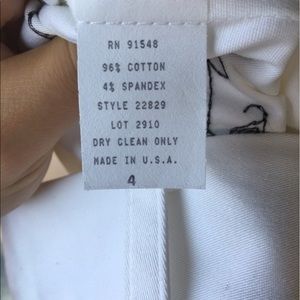 RN 91548
96% COTTON
4% SPANDEX
STYLE 22829
LOT 2910
DRY CLEAN ONLY
MADE IN U.S.A.
4